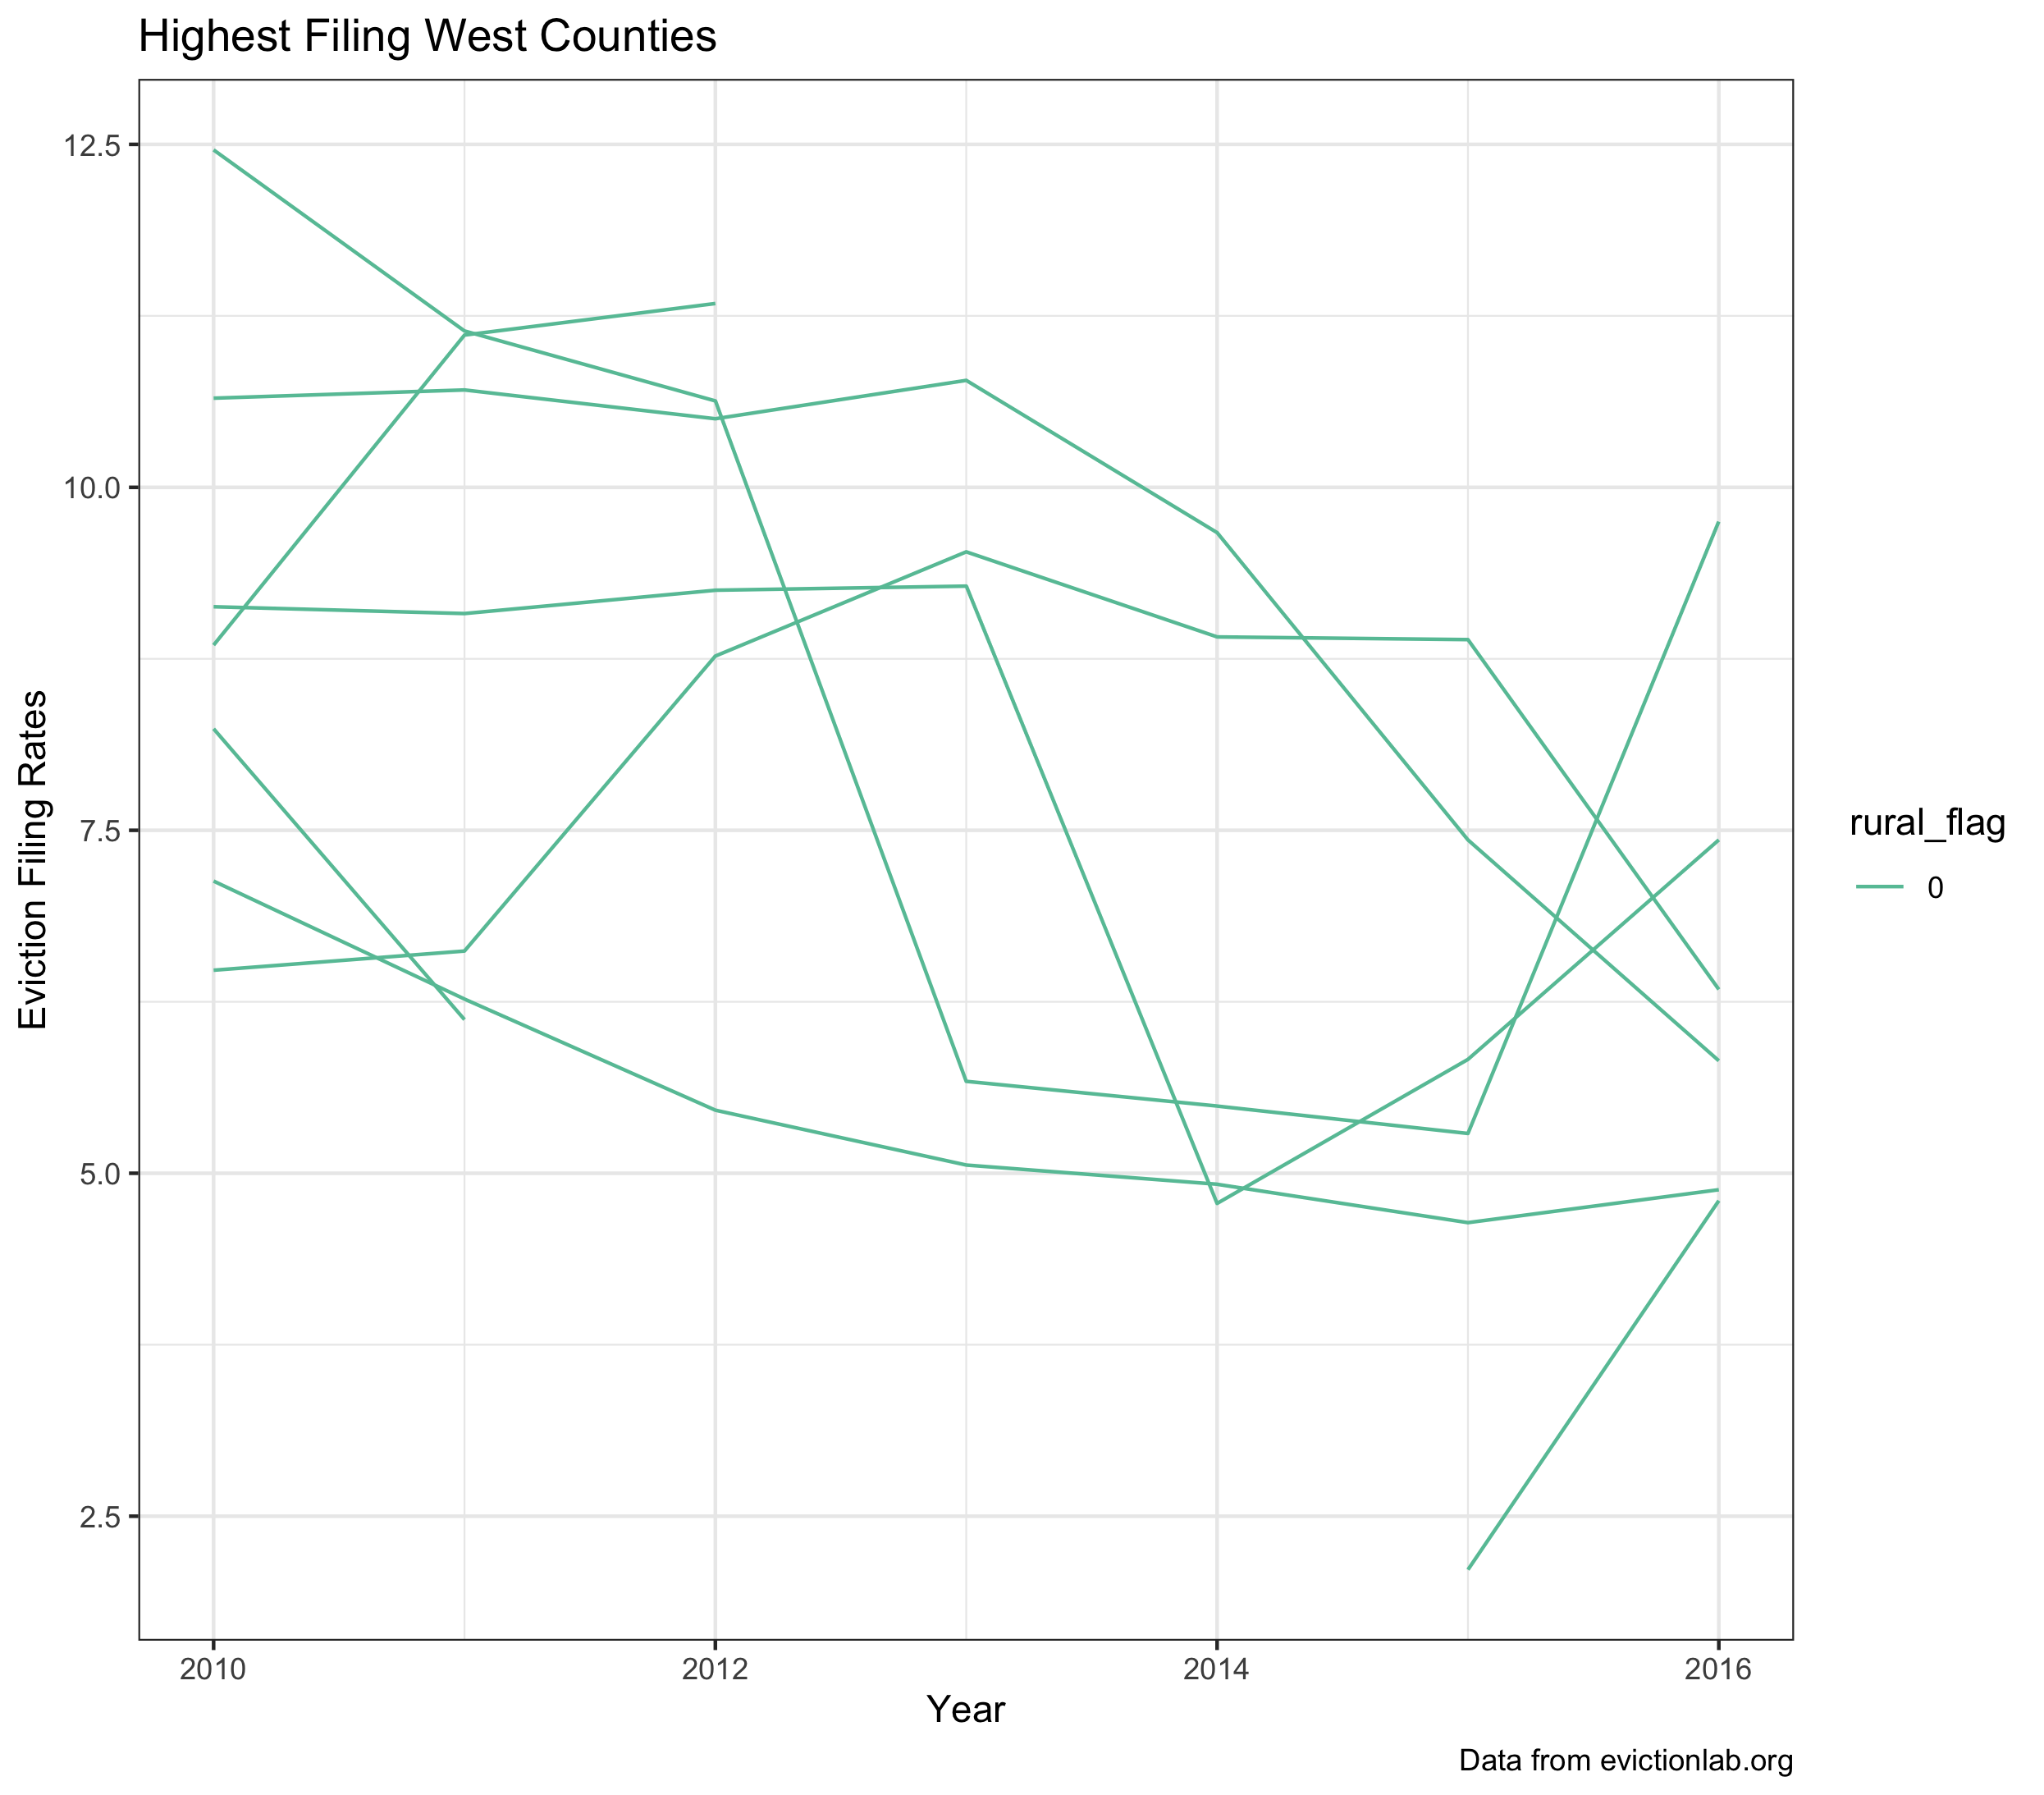 Highest Filing West Counties
12.5
10.0
7.5
5.0
2.5
Eviction Filing Rates
2010 2012 2014 2016
Year
rural_flag
0
Data from evictionlab.org